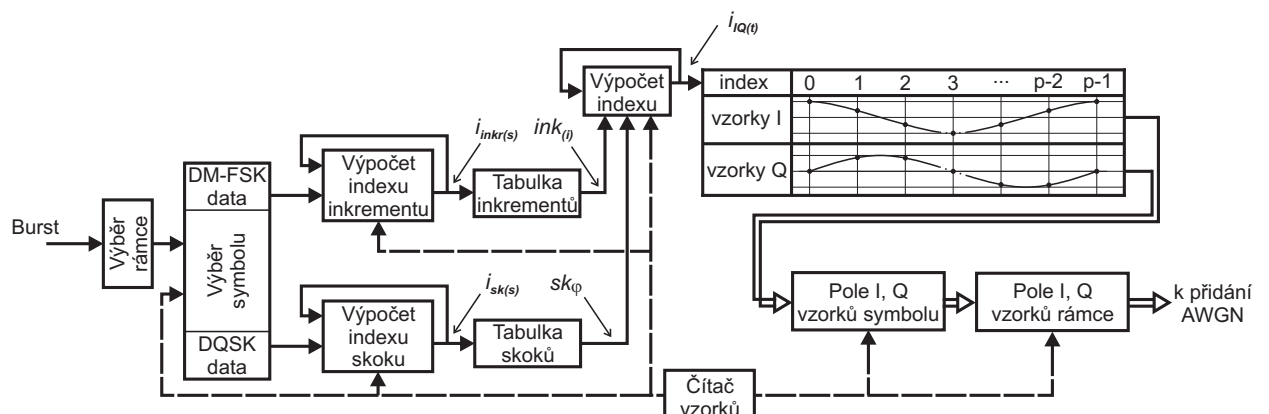 i_IQ(t)
Výpočet
indexu
index 0 1 2 3 ... p-2 p-1
vzorky I
vzorky Q
i_inkr(s)
ink_(i)
Výpočet
indexu
inkrementu
Tabulka
inkrementů
DM-FSK
data
Výběr
symbolu
DQSK
data
Burst
Výběr
rámce
i_sk(s)
skφ
Výpočet
indexu
skoku
Tabulka
skoků
Pole I, Q
vzorků symbolu
Pole I, Q
vzorků rámce
k přidání
AWGN
Čítač
vzorků